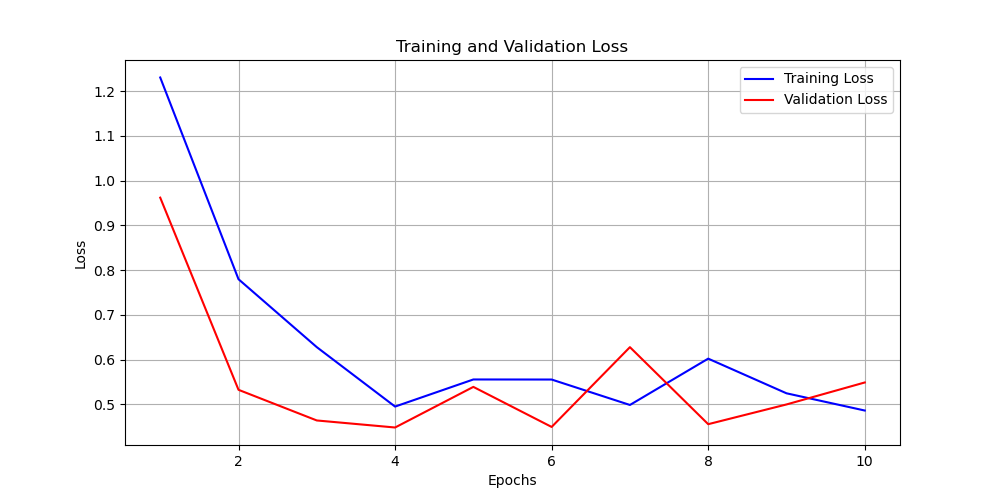 Training and Validation Loss
Training Loss
Validation Loss
1.2
1.1
1.0
0.9
0.8
0.7
0.6
0.5
Loss
2 4 6 8 10
Epochs